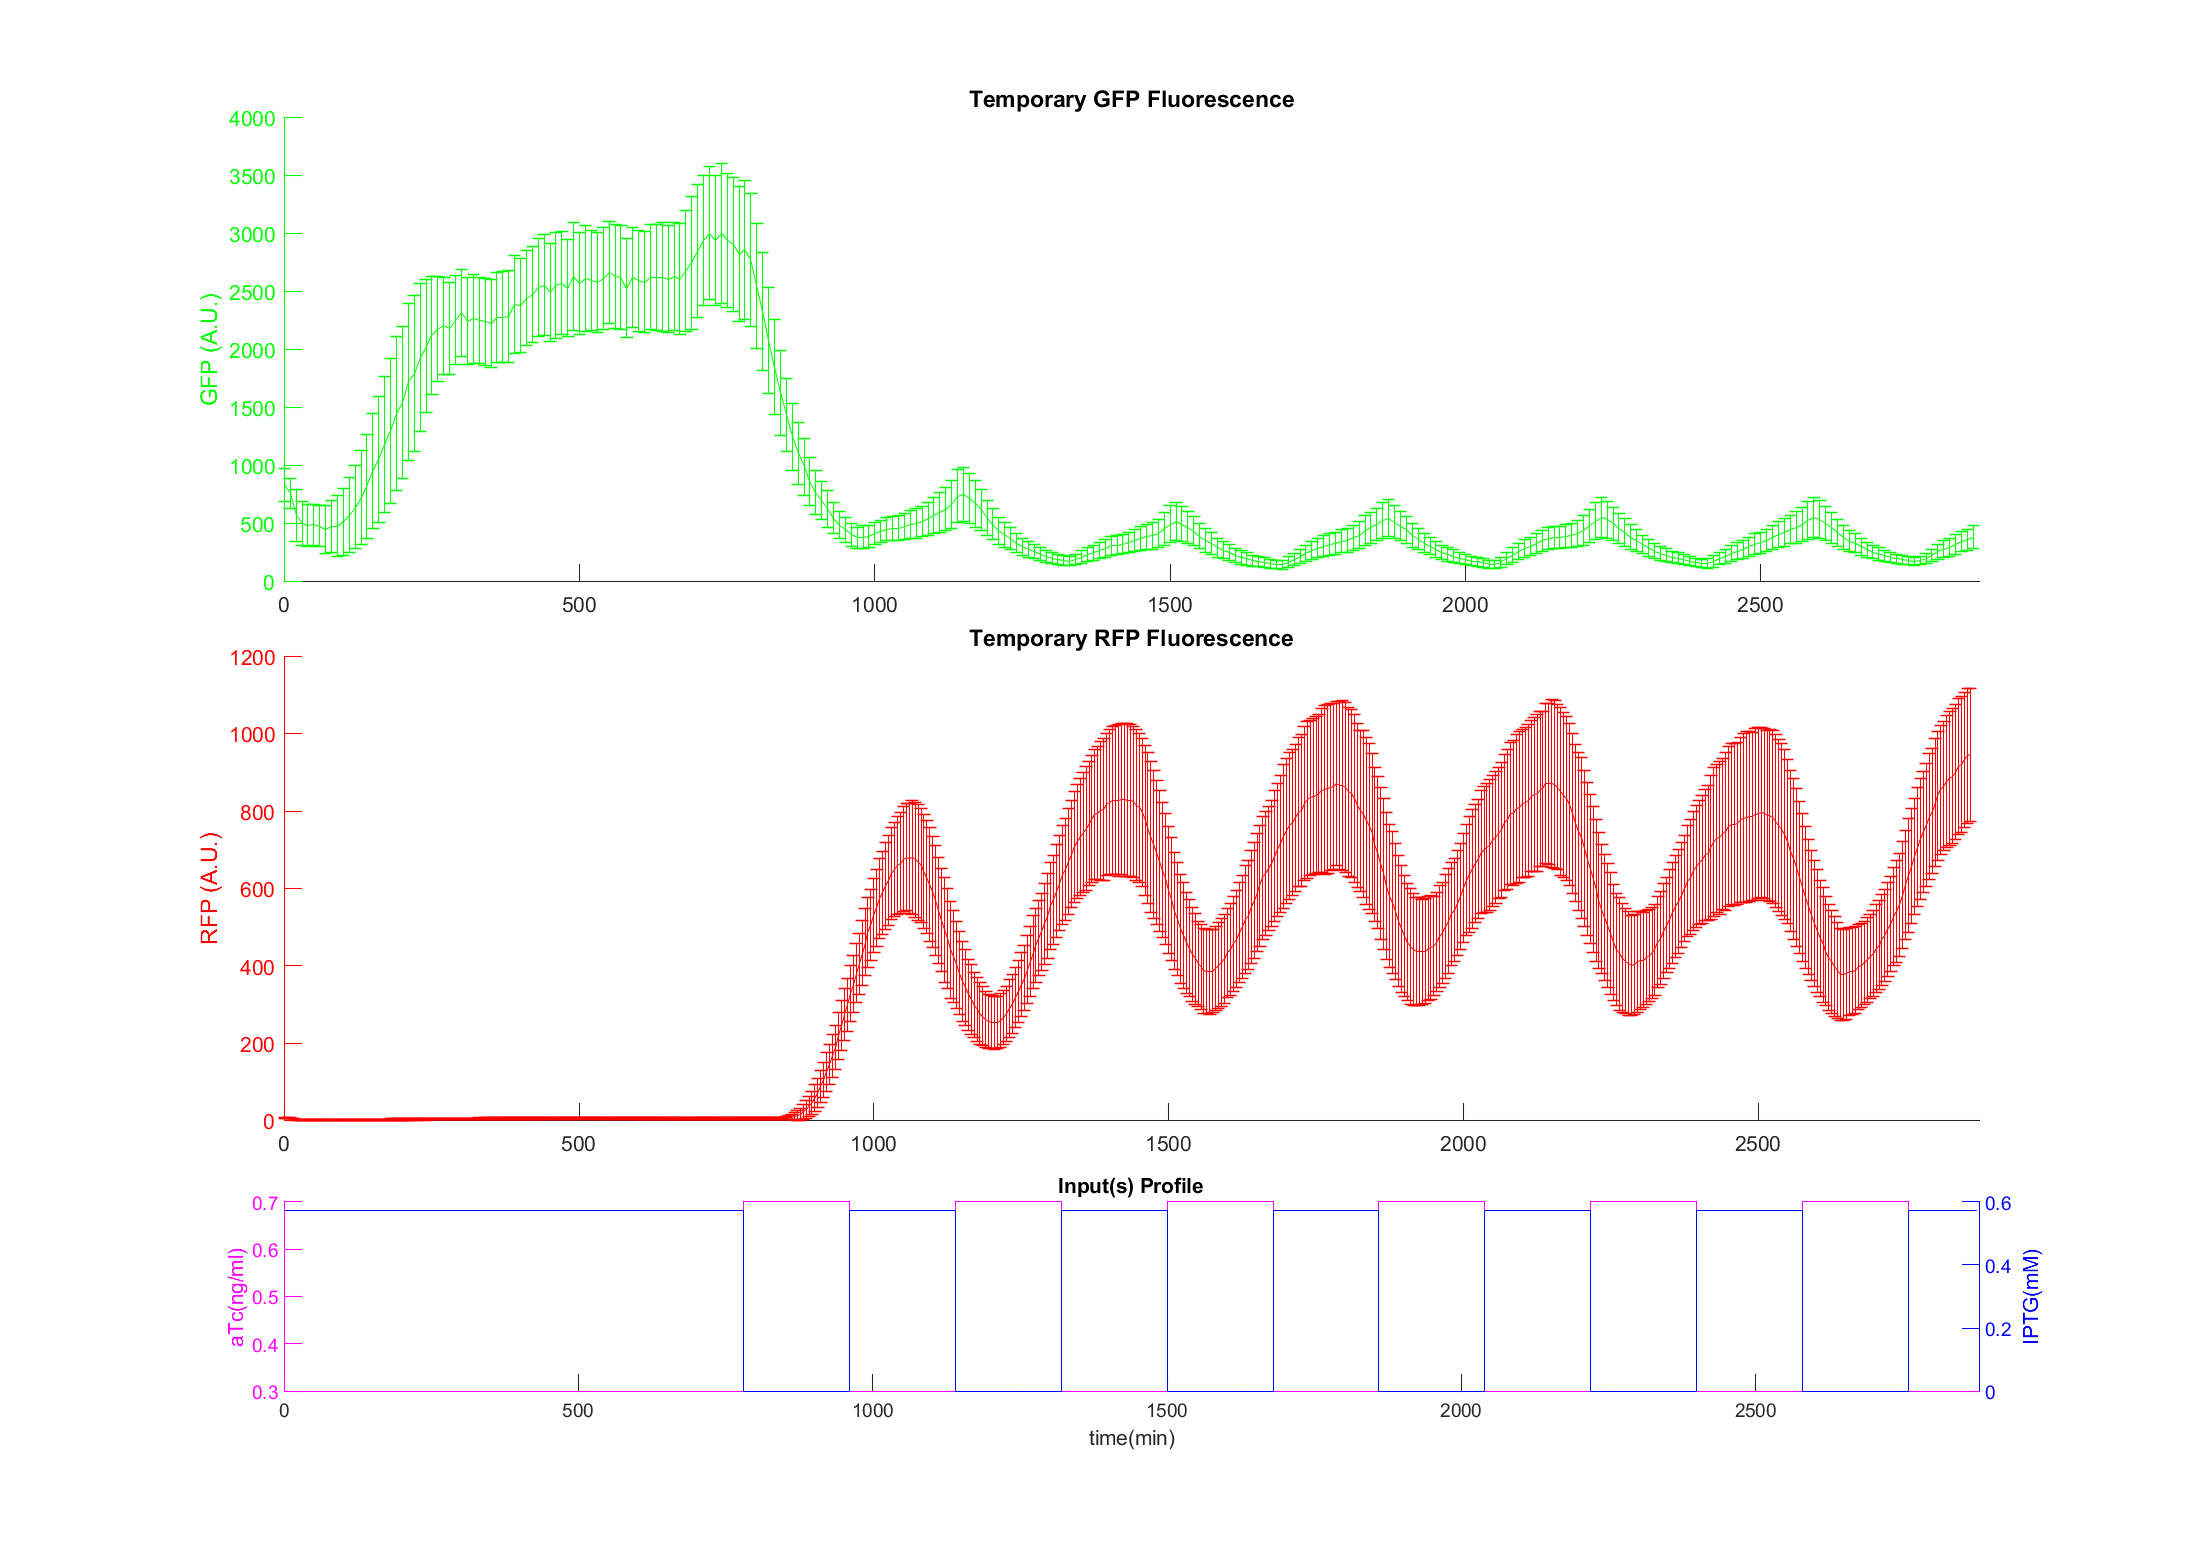 Temporary GFP Fluorescence
GFP (A.U.)
4000
3500
3000
2500
2000
1500
1000
500
0
0 500 1000 1500 2000 2500
Temporary RFP Fluorescence
RFP (A.U.)
1200
1000
800
600
400
200
0
0 500 1000 1500 2000 2500
Input(s) Profile
aTc(ng/ml)
0.7
0.6
0.5
0.4
0.3
0.6
0.4
0.2
0
IPTG(mM)
0 500 1000 1500 2000 2500
time(min)